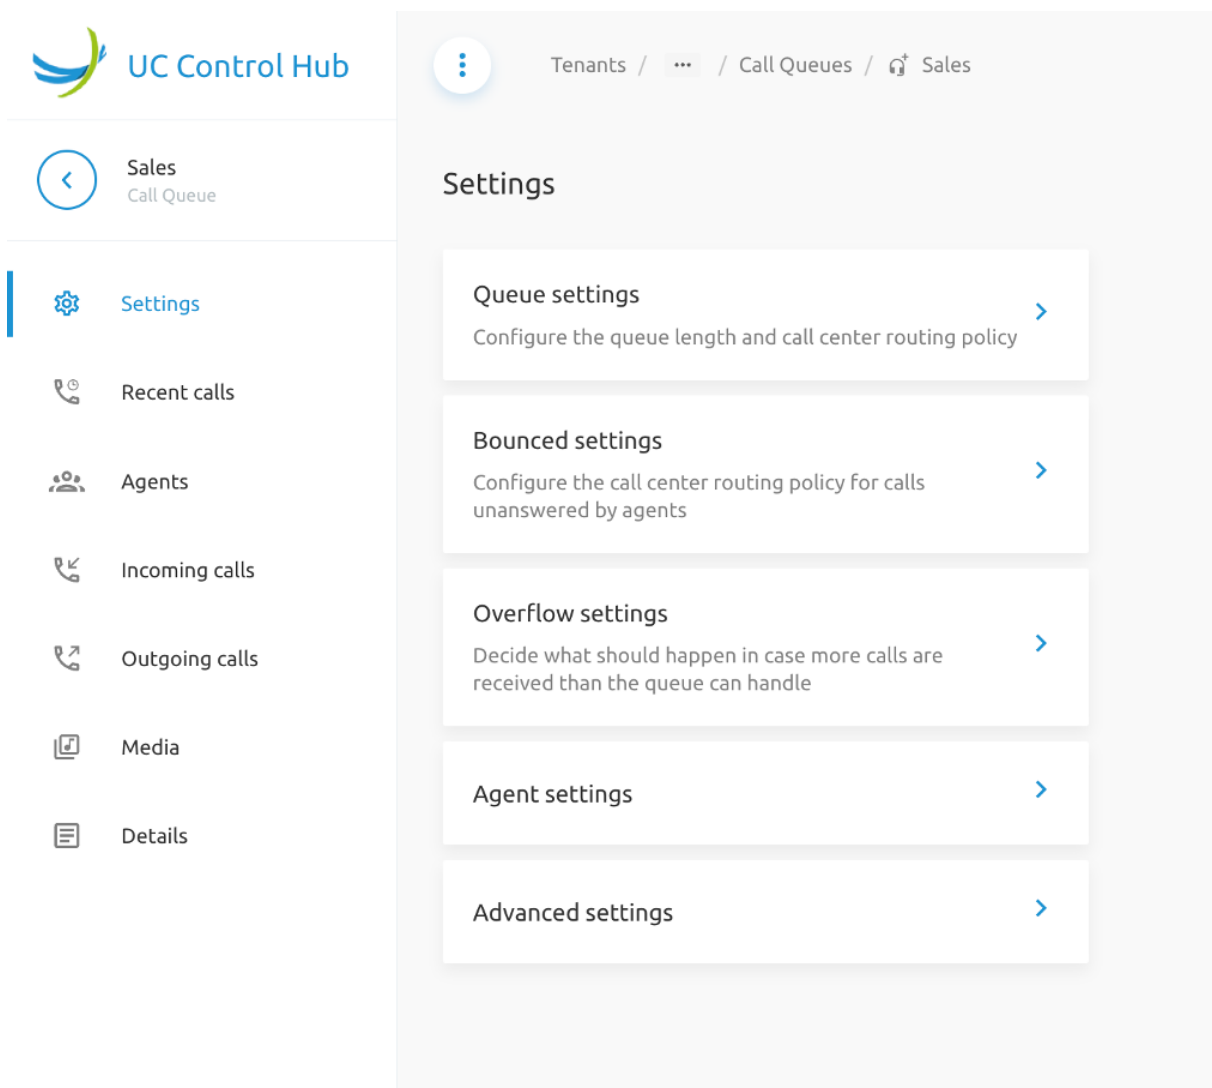 UC Control Hub
Tenants / ... / Call Queues / Sales
Sales
Call Queue
Settings
Recent calls
Agents
Incoming calls
Outgoing calls
Media
Details
Settings
Queue settings
Configure the queue length and call center routing policy
Bounced settings
Configure the call center routing policy for calls
unanswered by agents
Overflow settings
Decide what should happen in case more calls are
received than the queue can handle
Agent settings
Advanced settings